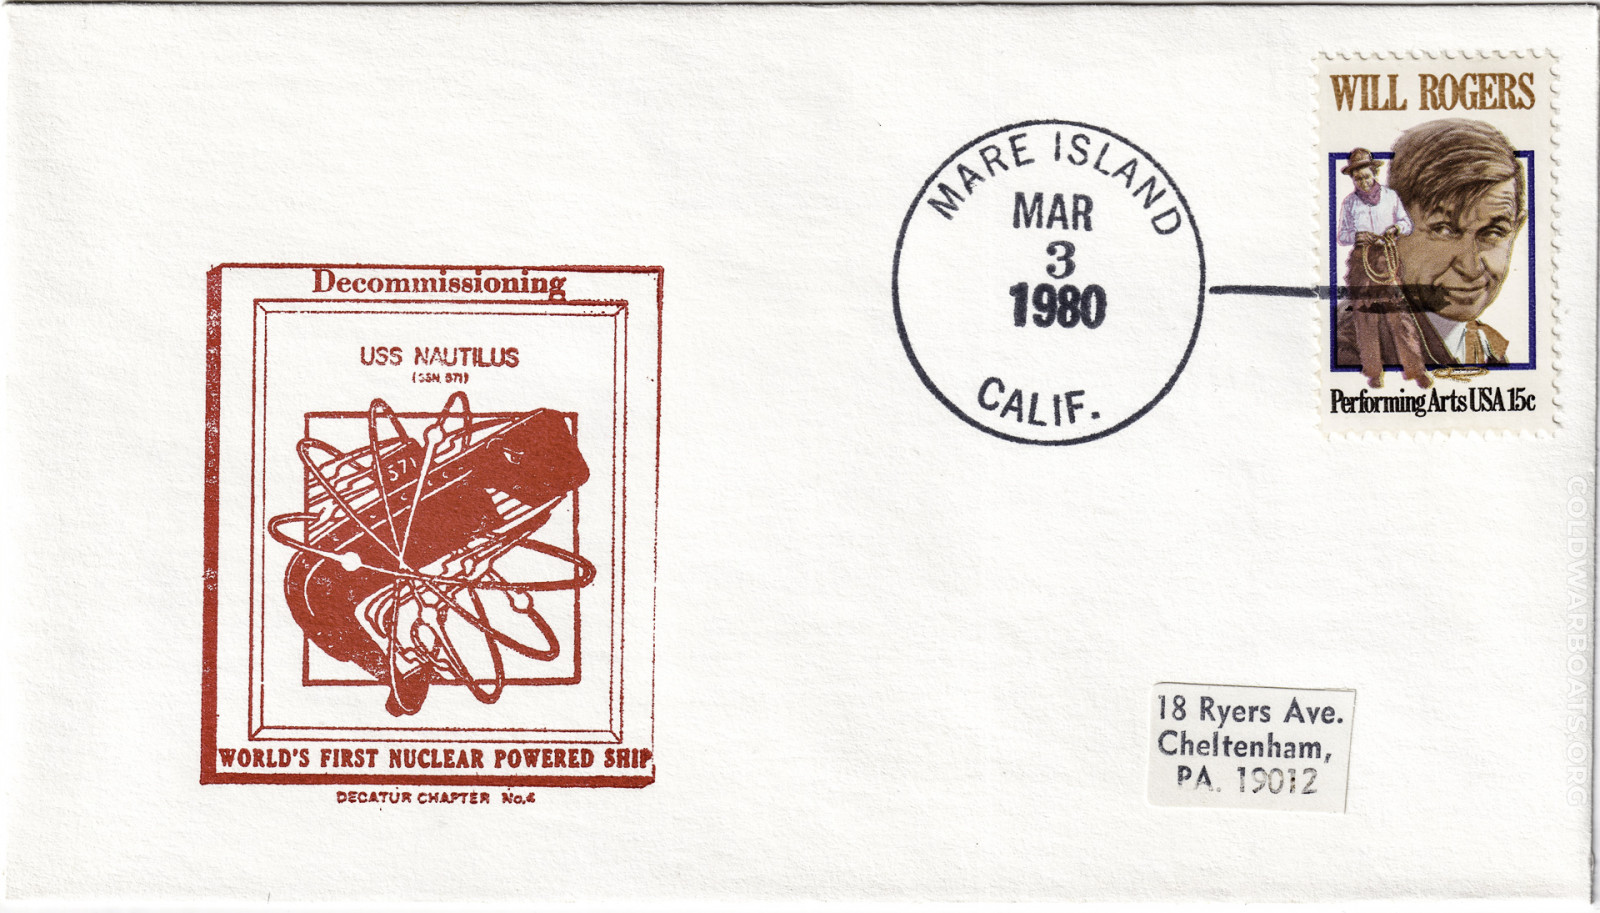 WILL ROGERS
Performing Arts USA 15c
MARE ISLAND
MAR
3
1980
CALIF.
Decommissioning
USS NAUTILUS
(SSN 571)
571
WORLD'S FIRST NUCLEAR POWERED SHIP
DECATUR CHAPTER No.4
18 Ryers Ave.
Cheltenham,
PA. 19012
COLDWARBOATS.ORG